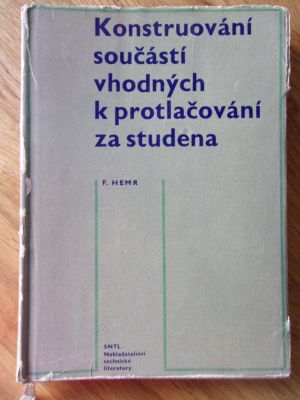 Konstruování
součástí
vhodných
k protlačování
za studena
F. HEMR
SNTL
Nakladatelství
technické
literatury